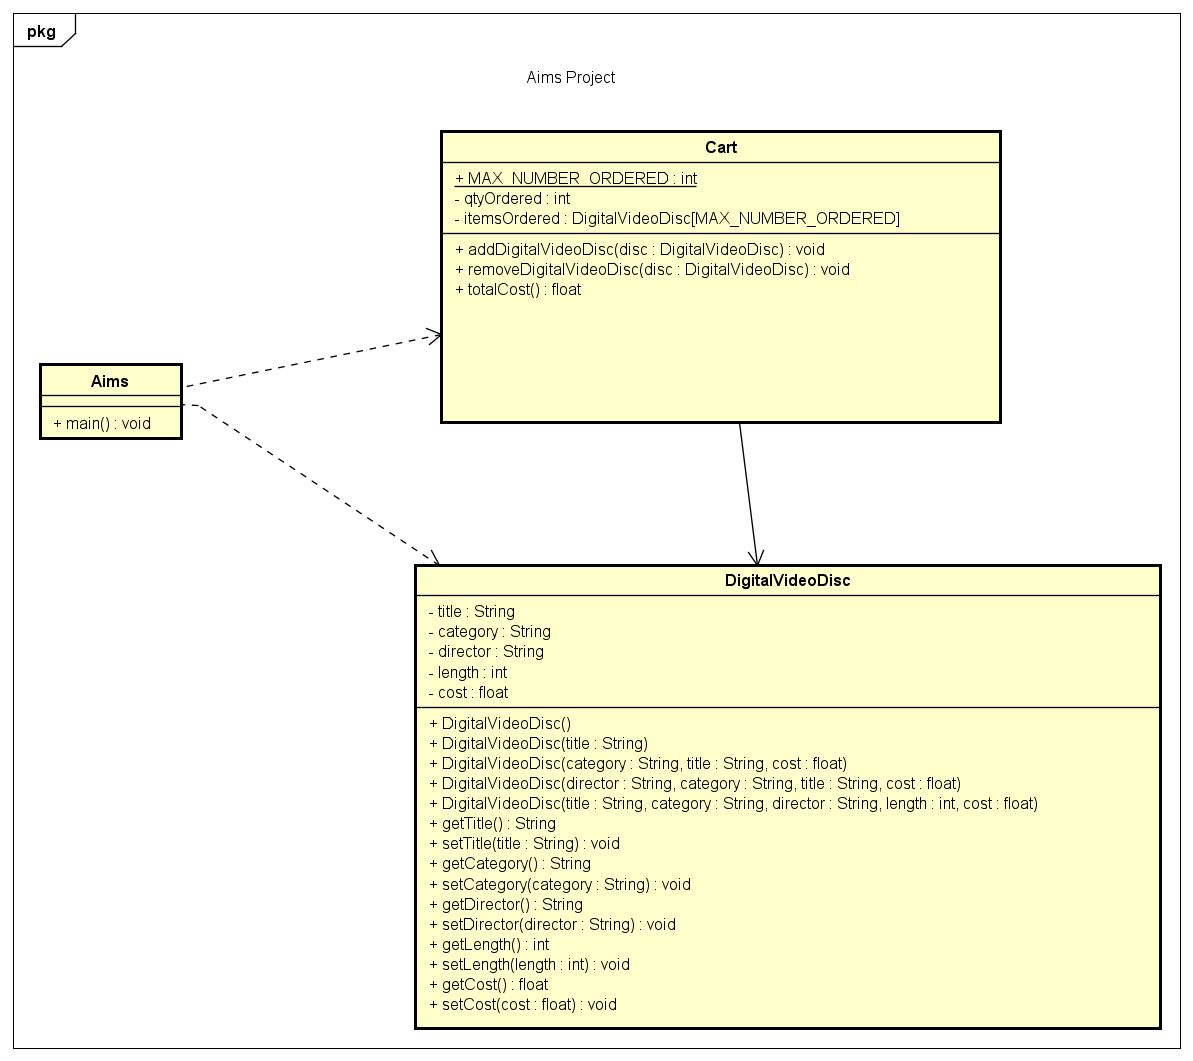 pkg
Aims Project
Cart
+ MAX_NUMBER_ORDERED : int
- qtyOrdered : int
- itemsOrdered : DigitalVideoDisc[MAX_NUMBER_ORDERED]
+ addDigitalVideoDisc(disc : DigitalVideoDisc) : void
+ removeDigitalVideoDisc(disc : DigitalVideoDisc) : void
+ totalCost() : float
Aims
+ main() : void
DigitalVideoDisc
- title : String
- category : String
- director : String
- length : int
- cost : float
+ DigitalVideoDisc()
+ DigitalVideoDisc(title : String)
+ DigitalVideoDisc(category : String, title : String, cost : float)
+ DigitalVideoDisc(director : String, category : String, title : String, cost : float)
+ DigitalVideoDisc(title : String, category : String, director : String, length : int, cost : float)
+ getTitle() : String
+ setTitle(title : String) : void
+ getCategory() : String
+ setCategory(category : String) : void
+ getDirector() : String
+ setDirector(director : String) : void
+ getLength() : int
+ setLength(length : int) : void
+ getCost() : float
+ setCost(cost : float) : void